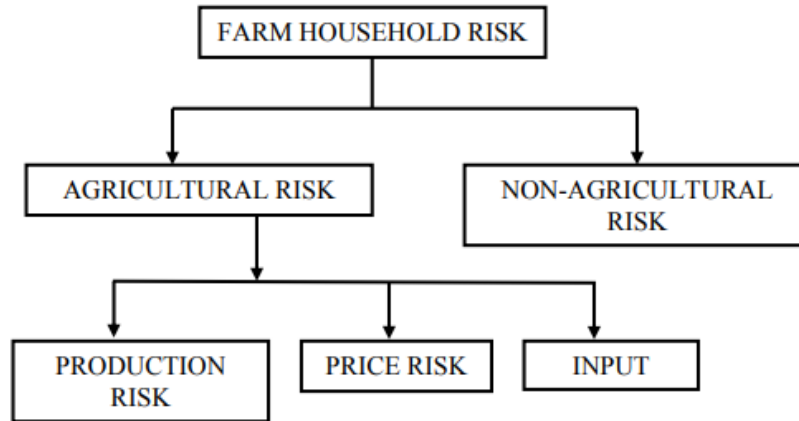 FARM HOUSEHOLD RISK
AGRICULTURAL RISK
NON-AGRICULTURAL
RISK
PRODUCTION
RISK
PRICE RISK
INPUT